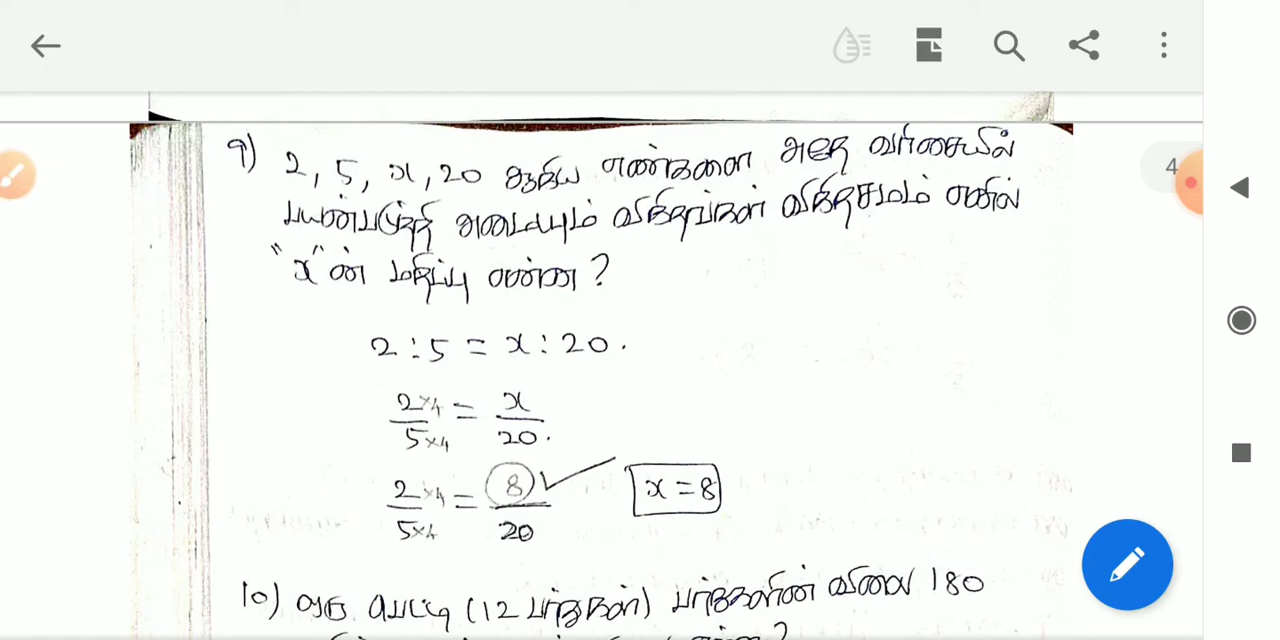 4
9) 2, 5, x, 20 ஆகிய எண்களை அதே வரிசையில்
பயன்படுத்தி அமையும் விகிதங்கள் விகிதசமம் எனில்
"x" ன் மதிப்பு என்ன?
2 : 5 = x : 20.
2×4/5×4 = x/20.
2×4/5×4 = 8/20 ✓ x = 8
10) ஒரு பெட்டி (12 பந்துகள்) பந்துகளின் விலை 180
என்ன?